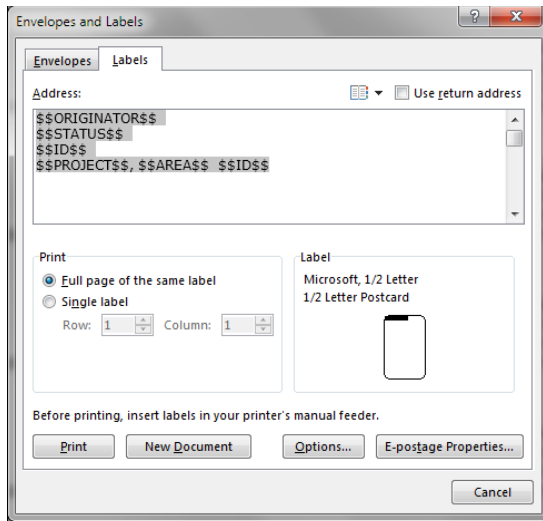 Envelopes and Labels
Envelopes Labels
Address: Use return address
$$ORIGINATOR$$
$$STATUS$$
$$ID$$
$$PROJECT$$, $$AREA$$ $$ID$$
Print
Full page of the same label
Single label
Row: 1 Column: 1
Label
Microsoft, 1/2 Letter
1/2 Letter Postcard
Before printing, insert labels in your printer's manual feeder.
Print New Document Options... E-postage Properties...
Cancel